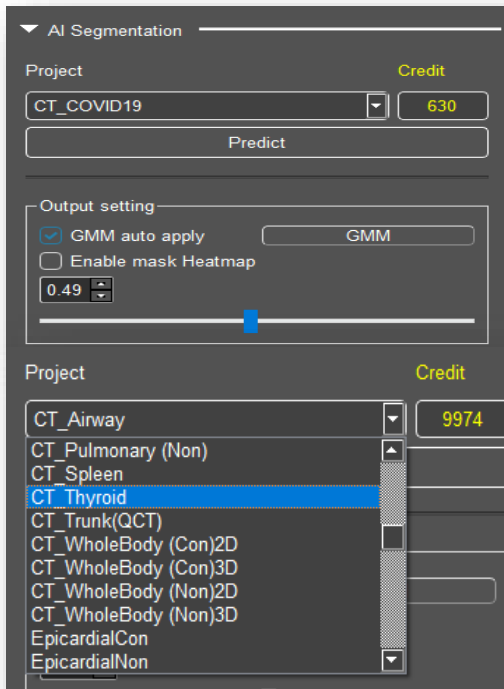 AI Segmentation
Project Credit
CT_COVID19 630
Predict
Output setting
GMM auto apply GMM
Enable mask Heatmap
0.49
Project Credit
CT_Airway 9974
CT_Pulmonary (Non)
CT_Spleen
CT_Thyroid
CT_Trunk(QCT)
CT_WholeBody (Con)2D
CT_WholeBody (Con)3D
CT_WholeBody (Non)2D
CT_WholeBody (Non)3D
EpicardialCon
EpicardialNon